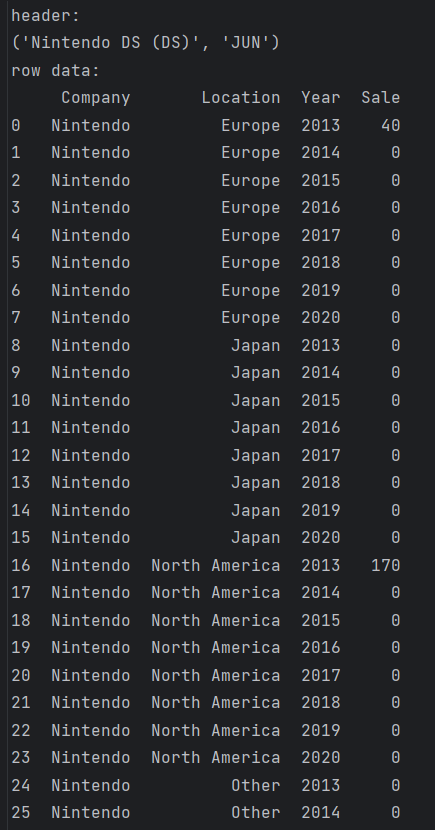 header:
('Nintendo DS (DS)', 'JUN')
row data:
Company Location Year Sale
0 Nintendo Europe 2013 40
1 Nintendo Europe 2014 0
2 Nintendo Europe 2015 0
3 Nintendo Europe 2016 0
4 Nintendo Europe 2017 0
5 Nintendo Europe 2018 0
6 Nintendo Europe 2019 0
7 Nintendo Europe 2020 0
8 Nintendo Japan 2013 0
9 Nintendo Japan 2014 0
10 Nintendo Japan 2015 0
11 Nintendo Japan 2016 0
12 Nintendo Japan 2017 0
13 Nintendo Japan 2018 0
14 Nintendo Japan 2019 0
15 Nintendo Japan 2020 0
16 Nintendo North America 2013 170
17 Nintendo North America 2014 0
18 Nintendo North America 2015 0
19 Nintendo North America 2016 0
20 Nintendo North America 2017 0
21 Nintendo North America 2018 0
22 Nintendo North America 2019 0
23 Nintendo North America 2020 0
24 Nintendo Other 2013 0
25 Nintendo Other 2014 0